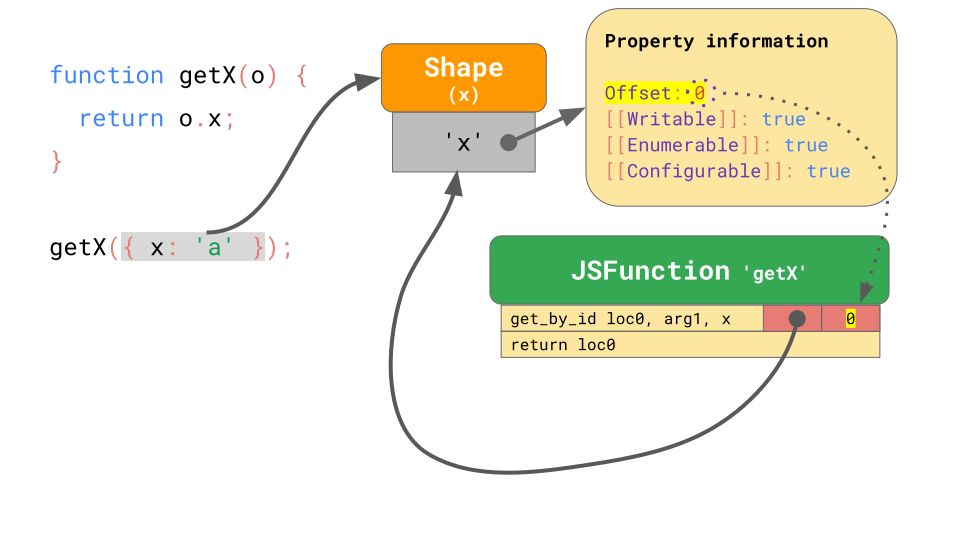 function getX(o) {
return o.x;
}
getX({ x: 'a' });
Shape
(x)
'x'
Property information
Offset: 0
[[Writable]]: true
[[Enumerable]]: true
[[Configurable]]: true
JSFunction 'getX'
get_by_id loc0, arg1, x 0
return loc0